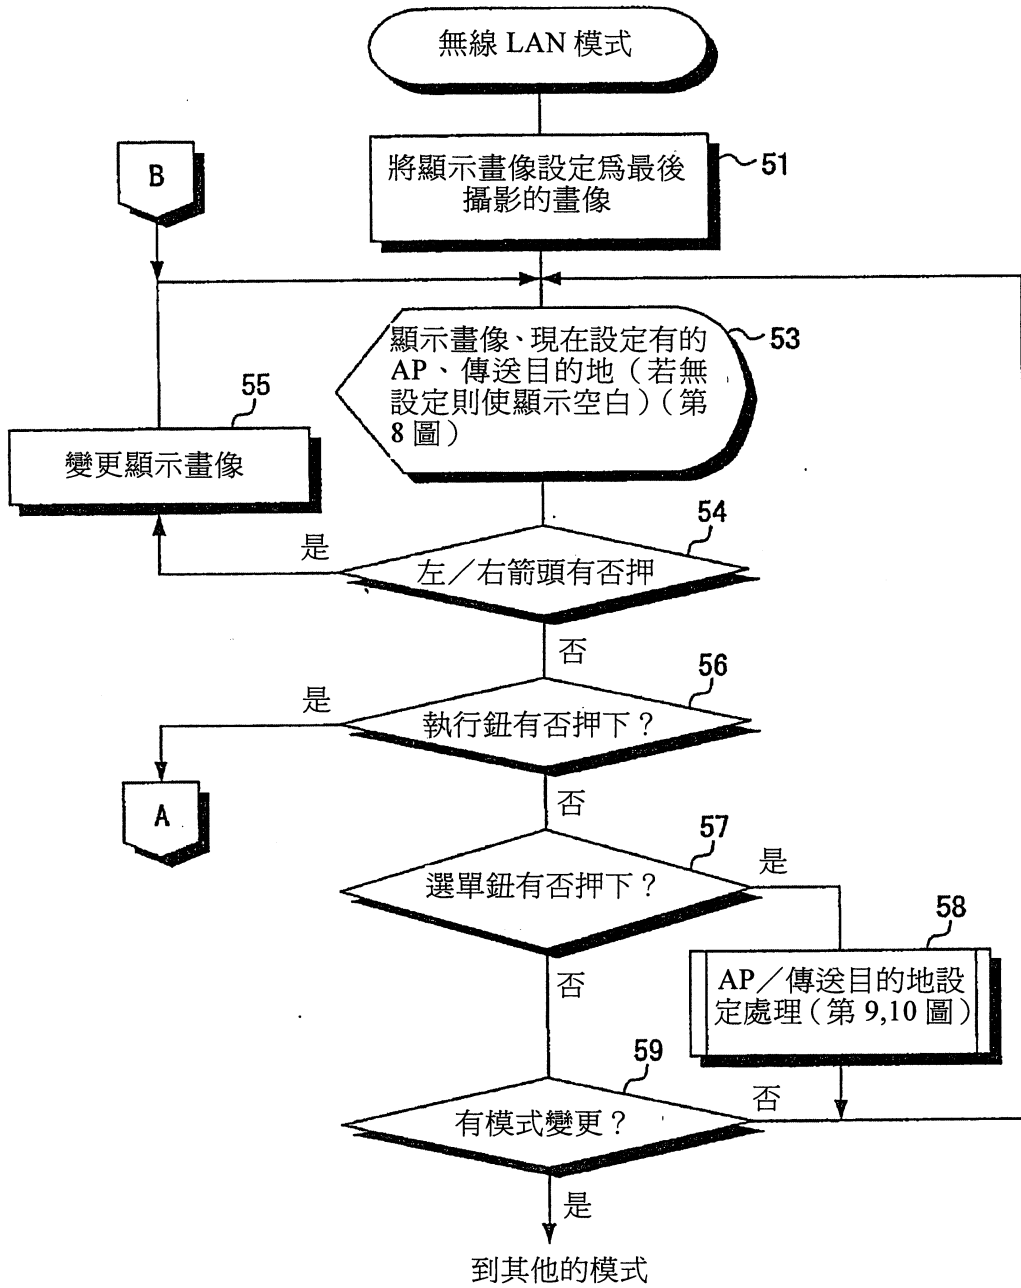 無線 LAN 模式
將顯示畫像設定爲最後
攝影的畫像
51
B
顯示畫像、現在設定有的
AP、傳送目的地（若無
設定則使顯示空白）（第
8 圖）
53
55
變更顯示畫像
54
左／右箭頭有否押
是
否
56
執行鈕有否押下？
是
否
A
57
選單鈕有否押下？
是
否
58
AP／傳送目的地設
定處理（第 9,10 圖）
59
有模式變更？
否
是
到其他的模式